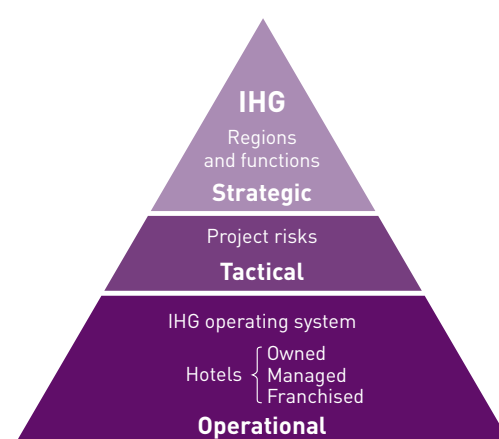 IHG
Regions
and functions
Strategic
Project risks
Tactical
IHG operating system
Hotels
Owned
Managed
Franchised
Operational